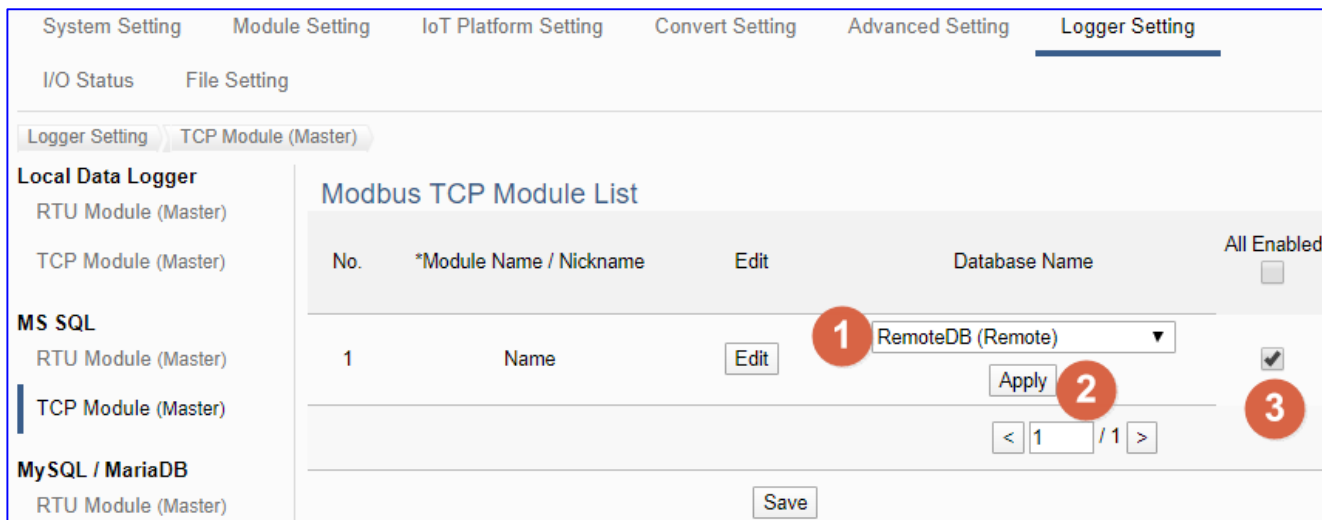 System Setting Module Setting IoT Platform Setting Convert Setting Advanced Setting Logger Setting
I/O Status File Setting
Logger Setting TCP Module (Master)
Local Data Logger
RTU Module (Master)
TCP Module (Master)
MS SQL
RTU Module (Master)
TCP Module (Master)
MySQL / MariaDB
RTU Module (Master)
Modbus TCP Module List
No. *Module Name / Nickname Edit Database Name All Enabled
1 Name Edit 1 RemoteDB (Remote) ▼
Apply 2 3
< 1 / 1 >
Save